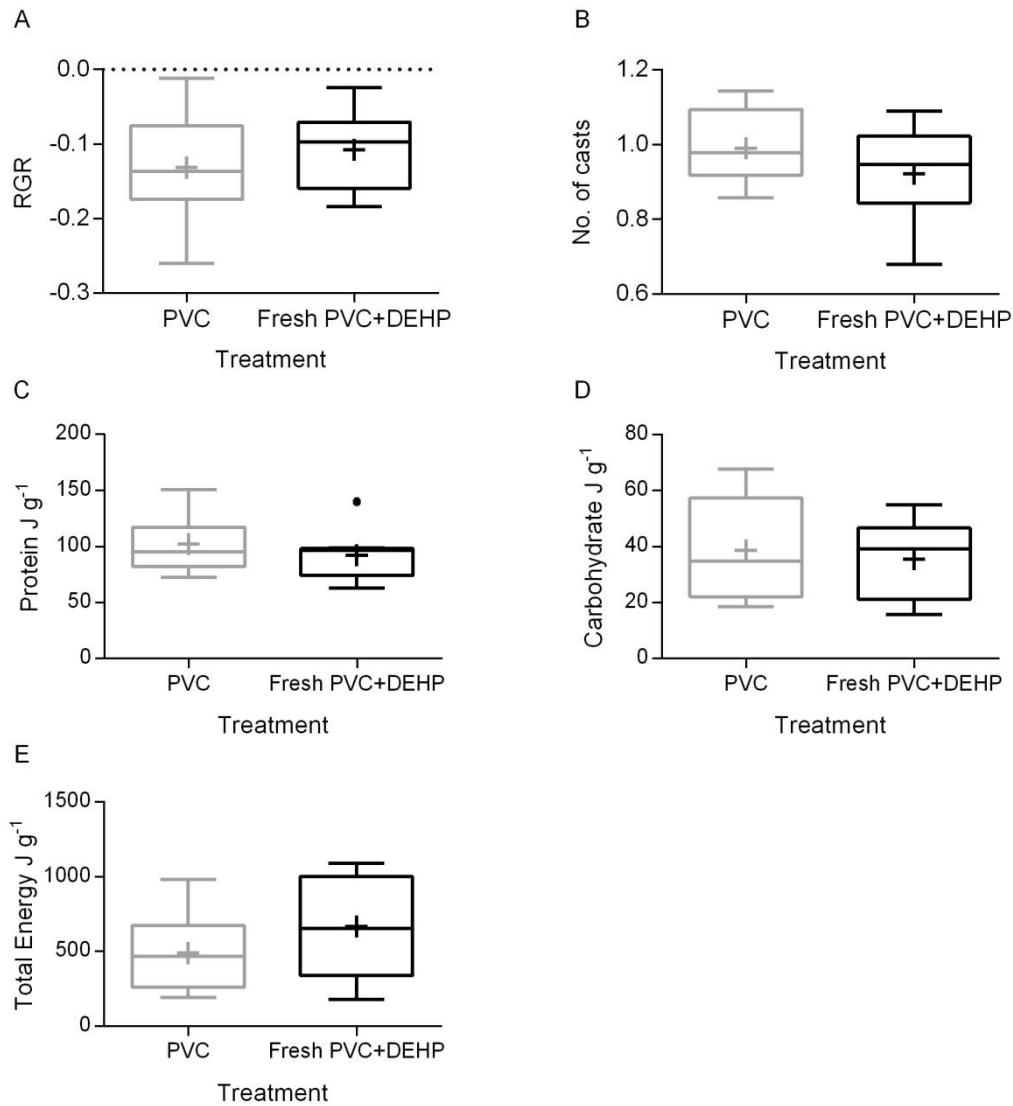 A
RGR
0.0
-0.1
-0.2
-0.3
PVC Fresh PVC+DEHP
Treatment
B
No. of casts
1.2
1.0
0.8
0.6
PVC Fresh PVC+DEHP
Treatment
C
Protein J g-1
200
150
100
50
0
PVC Fresh PVC+DEHP
Treatment
D
Carbohydrate J g-1
80
60
40
20
0
PVC Fresh PVC+DEHP
Treatment
E
Total Energy J g-1
1500
1000
500
0
PVC Fresh PVC+DEHP
Treatment